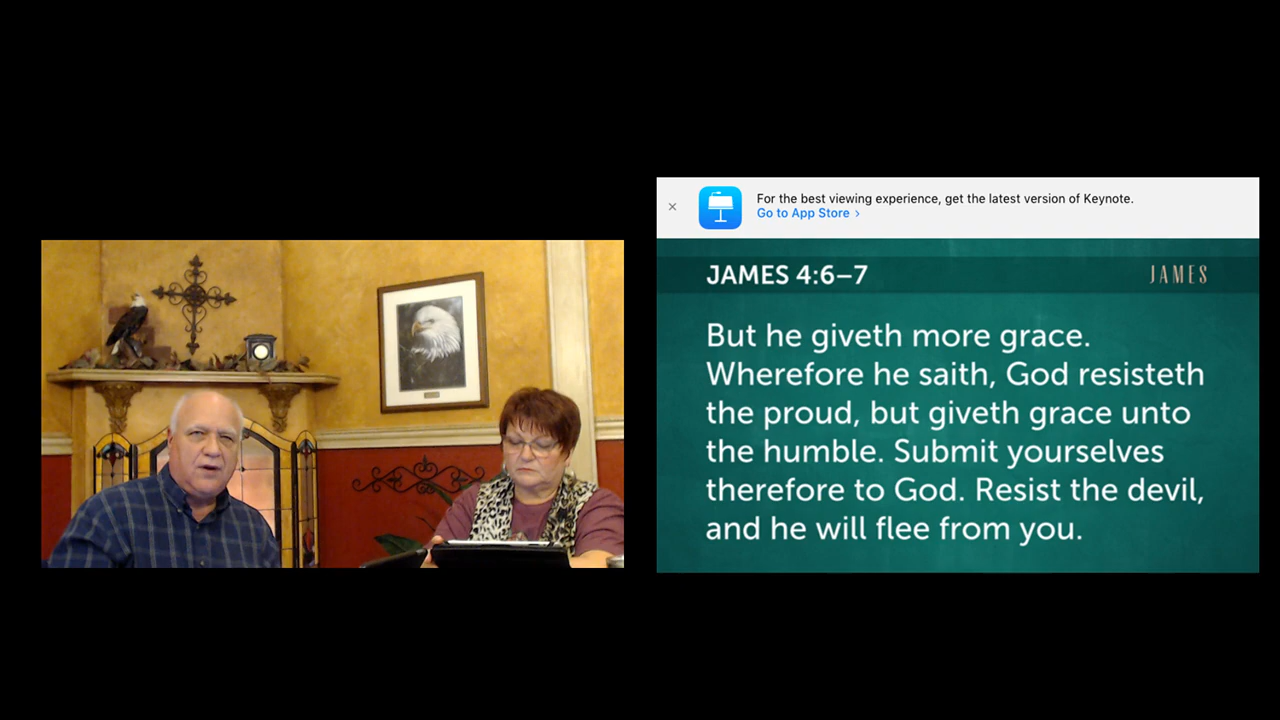 For the best viewing experience, get the latest version of Keynote.
Go to App Store >
JAMES 4:6–7
JAMES
But he giveth more grace.
Wherefore he saith, God resisteth
the proud, but giveth grace unto
the humble. Submit yourselves
therefore to God. Resist the devil,
and he will flee from you.